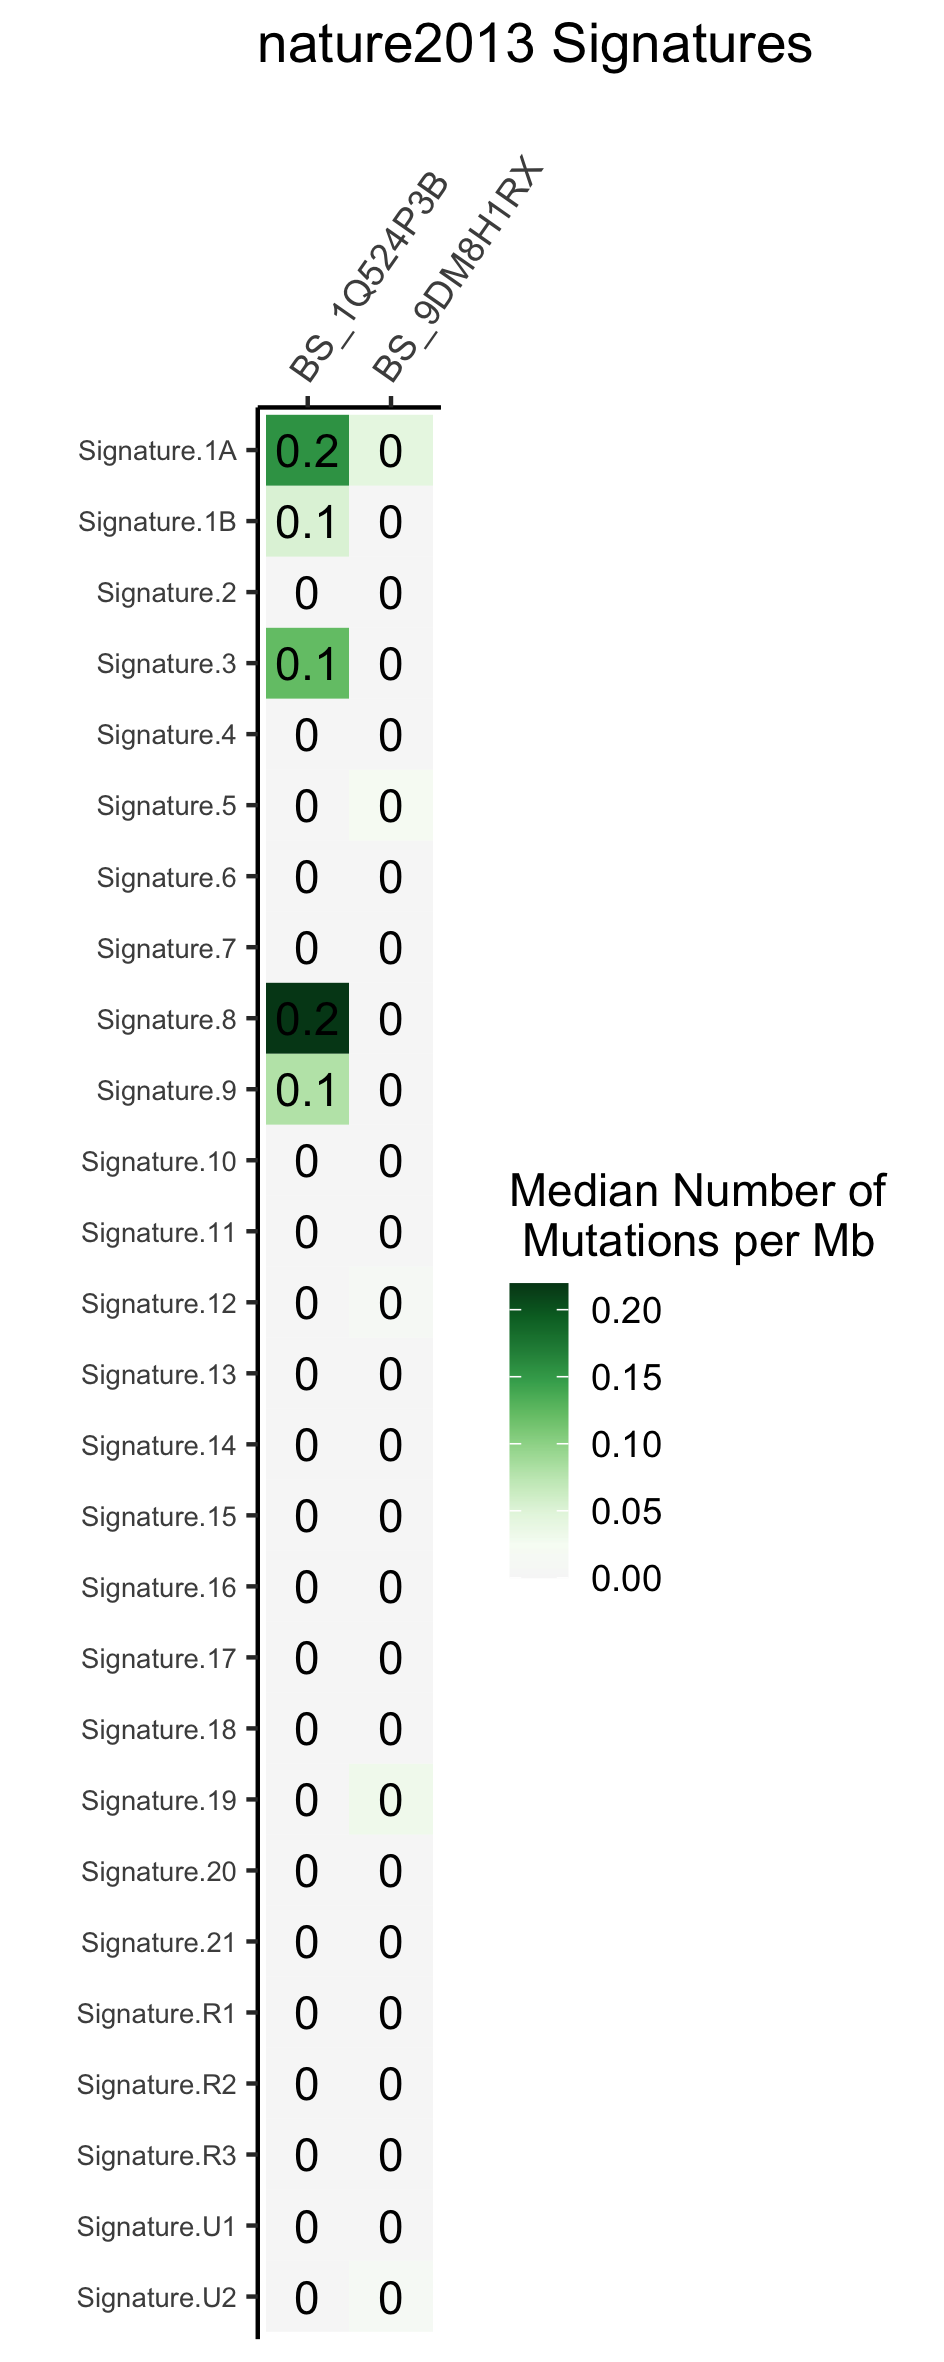 nature2013 Signatures
BS_1Q524P3B
BS_9DM8H1RX
Signature.1A 0.2 0
Signature.1B 0.1 0
Signature.2 0 0
Signature.3 0.1 0
Signature.4 0 0
Signature.5 0 0
Signature.6 0 0
Signature.7 0 0
Signature.8 0.2 0
Signature.9 0.1 0
Signature.10 0 0
Signature.11 0 0
Signature.12 0 0
Signature.13 0 0
Signature.14 0 0
Signature.15 0 0
Signature.16 0 0
Signature.17 0 0
Signature.18 0 0
Signature.19 0 0
Signature.20 0 0
Signature.21 0 0
Signature.R1 0 0
Signature.R2 0 0
Signature.R3 0 0
Signature.U1 0 0
Signature.U2 0 0
Median Number of
Mutations per Mb
0.20
0.15
0.10
0.05
0.00